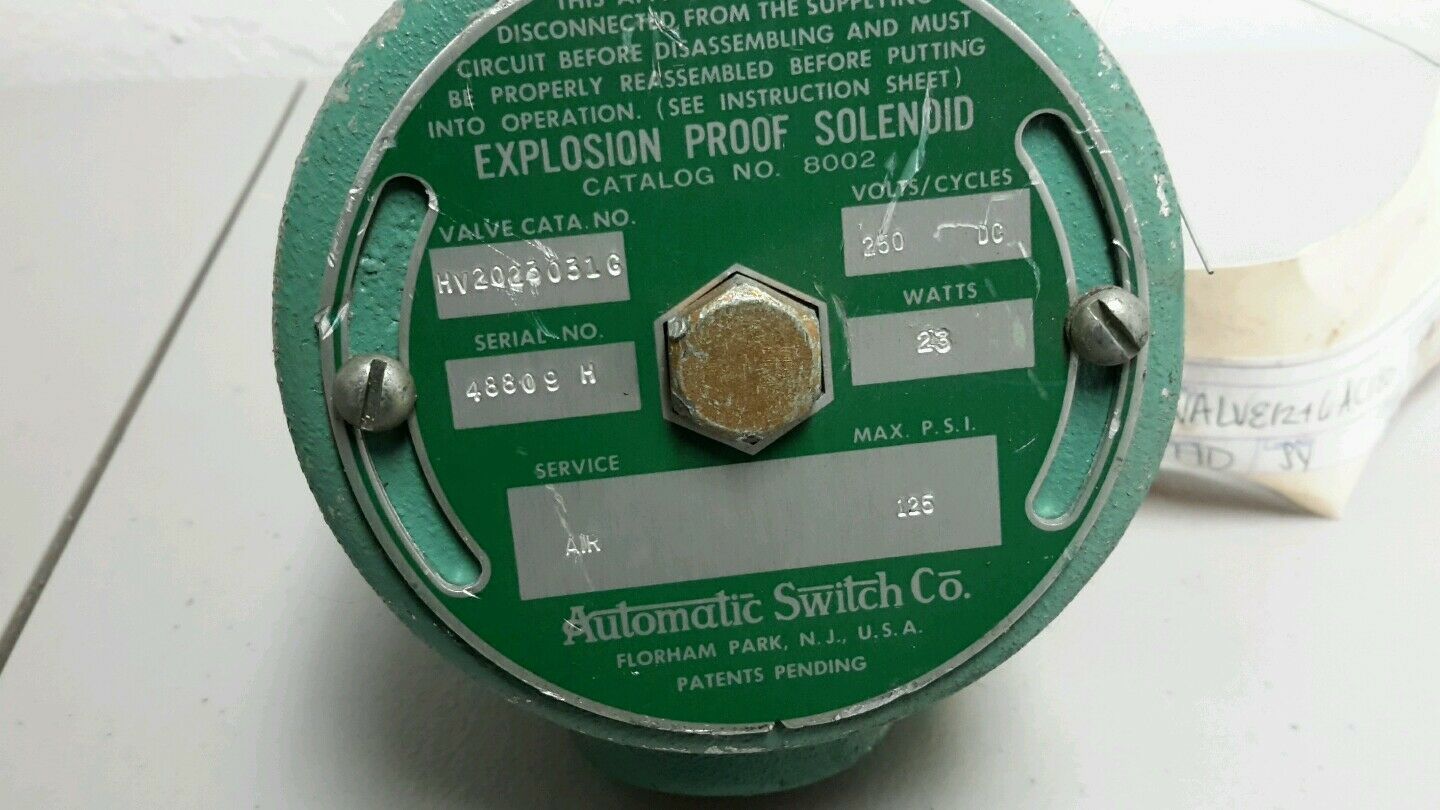 THIS
DISCONNECTED FROM THE SUPPLYING
CIRCUIT BEFORE DISASSEMBLING AND MUST
BE PROPERLY REASSEMBLED BEFORE PUTTING
INTO OPERATION. (SEE INSTRUCTION SHEET)
EXPLOSION PROOF SOLENOID
CATALOG NO. 8002
VALVE CATA. NO.
HV2025031G
VOLTS/CYCLES
250 DC
SERIAL NO.
48809 H
WATTS
23
SERVICE
MAX. P.S.I.
AIR
125
Automatic Switch Co.
FLORHAM PARK, N.J., U.S.A.
PATENTS PENDING